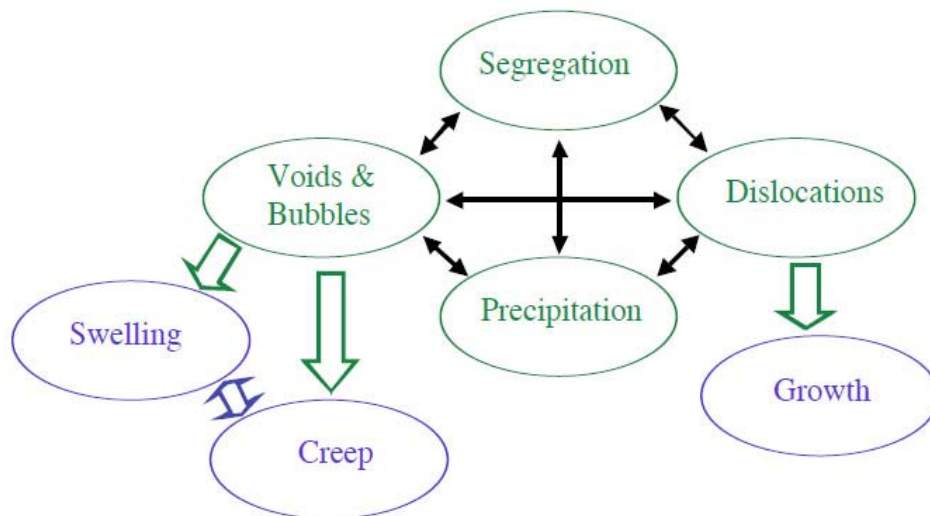 Segregation
Voids &
Bubbles
Dislocations
Precipitation
Swelling
Growth
Creep